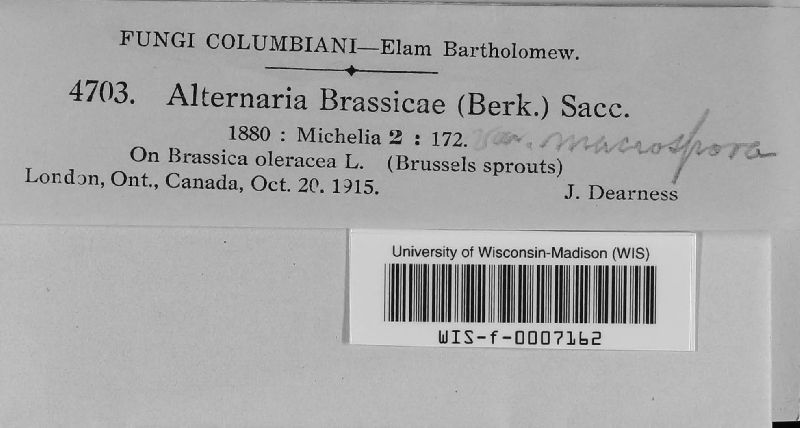 FUNGI COLUMBIANI—Elam Bartholomew.
4703. Alternaria Brassicae (Berk.) Sacc.
1880 : Michelia 2 : 172. var. macrospora
On Brassica oleracea L. (Brussels sprouts)
London, Ont., Canada, Oct. 20. 1915. J. Dearness
University of Wisconsin-Madison (WIS)
WIS-f-0007162